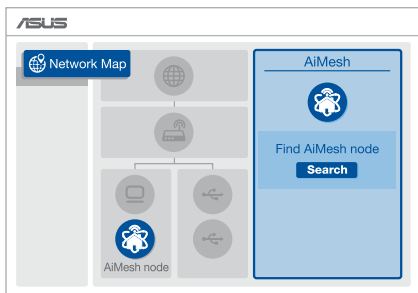 ASUS
Network Map
AiMesh
Find AiMesh node
Search
AiMesh node